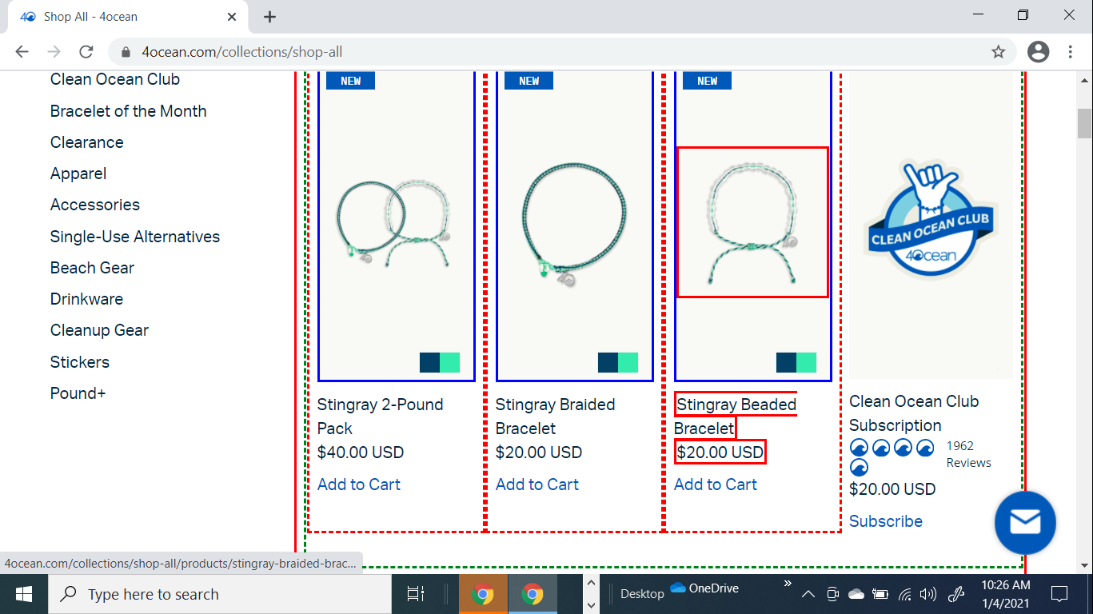 Shop All - 4ocean
4ocean.com/collections/shop-all
Clean Ocean Club
Bracelet of the Month
Clearance
Apparel
Accessories
Single-Use Alternatives
Beach Gear
Drinkware
Cleanup Gear
Stickers
Pound+
NEW
NEW
NEW
CLEAN OCEAN CLUB
4ocean
Stingray 2-Pound
Pack
$40.00 USD
Add to Cart
Stingray Braided
Bracelet
$20.00 USD
Add to Cart
Stingray Beaded
Bracelet
$20.00 USD
Add to Cart
Clean Ocean Club
Subscription
1962
Reviews
$20.00 USD
Subscribe
4ocean.com/collections/shop-all/products/stingray-braided-brac...
Type here to search
Desktop
OneDrive
10:26 AM
1/4/2021